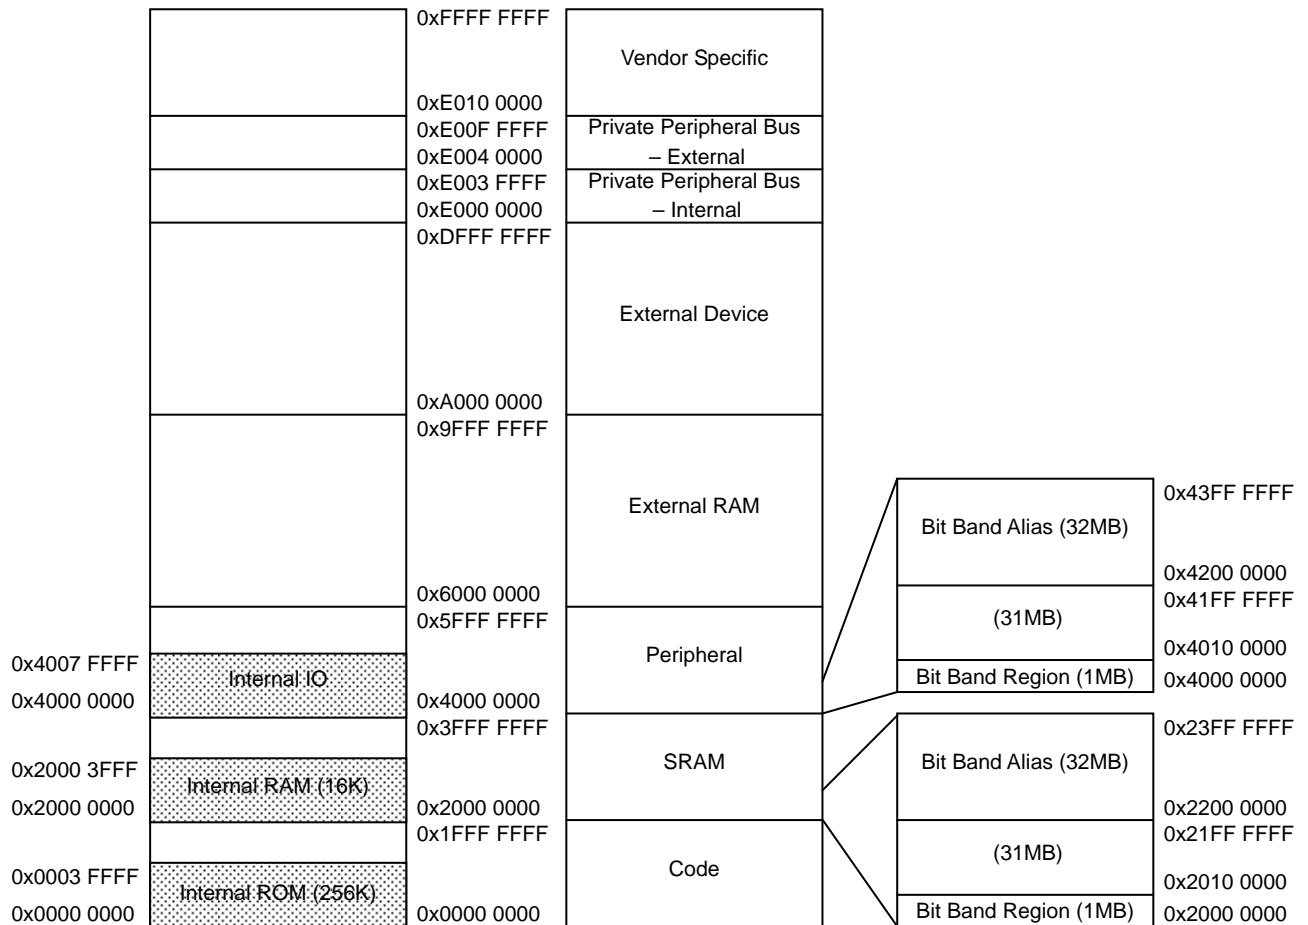 0xFFFF FFFF
Vendor Specific
0xE010 0000
0xE00F FFFF
Private Peripheral Bus
– External
0xE004 0000
0xE003 FFFF
Private Peripheral Bus
– Internal
0xE000 0000
0xDFFF FFFF
External Device
0xA000 0000
0x9FFF FFFF
External RAM
0x6000 0000
0x5FFF FFFF
Peripheral
0x4007 FFFF
Internal IO
0x4000 0000
0x4000 0000
0x3FFF FFFF
SRAM
0x2000 3FFF
Internal RAM (16K)
0x2000 0000
0x2000 0000
0x1FFF FFFF
Code
0x0003 FFFF
Internal ROM (256K)
0x0000 0000
0x0000 0000
0x43FF FFFF
Bit Band Alias (32MB)
0x4200 0000
0x41FF FFFF
(31MB)
0x4010 0000
Bit Band Region (1MB)
0x4000 0000
0x23FF FFFF
Bit Band Alias (32MB)
0x2200 0000
0x21FF FFFF
(31MB)
0x2010 0000
Bit Band Region (1MB)
0x2000 0000